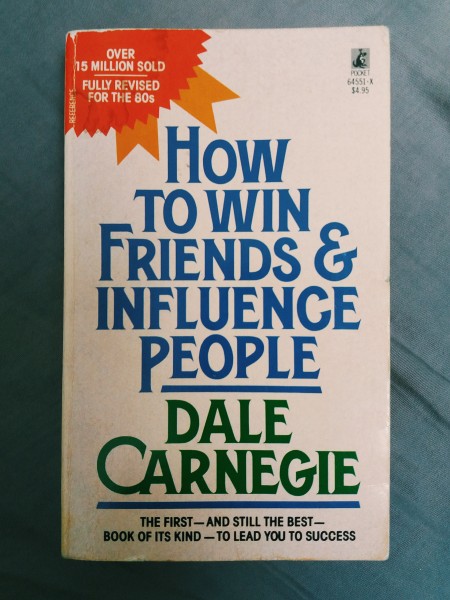 OVER
15 MILLION SOLD
FULLY REVISED
FOR THE 80s
REFERENCE
POCKET
64551-X
$4.95
HOW
TO WIN
FRIENDS &
INFLUENCE
PEOPLE
DALE
CARNEGIE
THE FIRST—AND STILL THE BEST—
BOOK OF ITS KIND—TO LEAD YOU TO SUCCESS